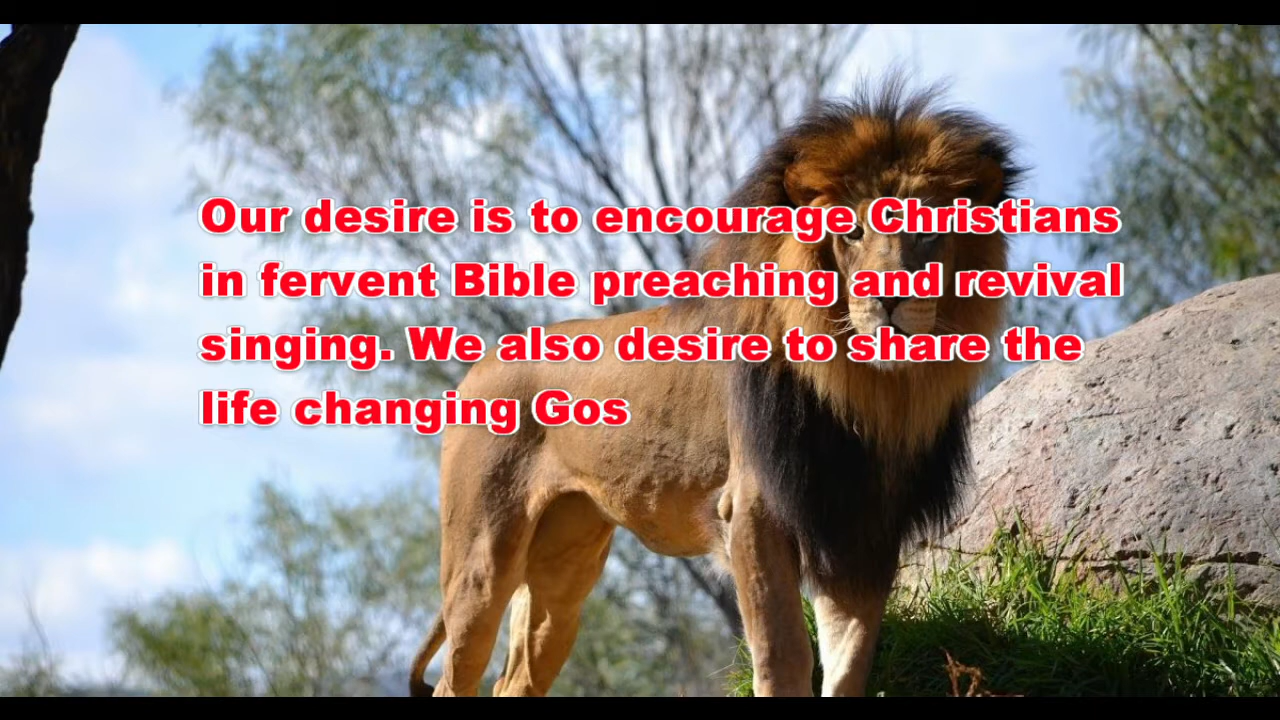 Our desire is to encourage Christians
in fervent Bible preaching and revival
singing. We also desire to share the
life changing Gos